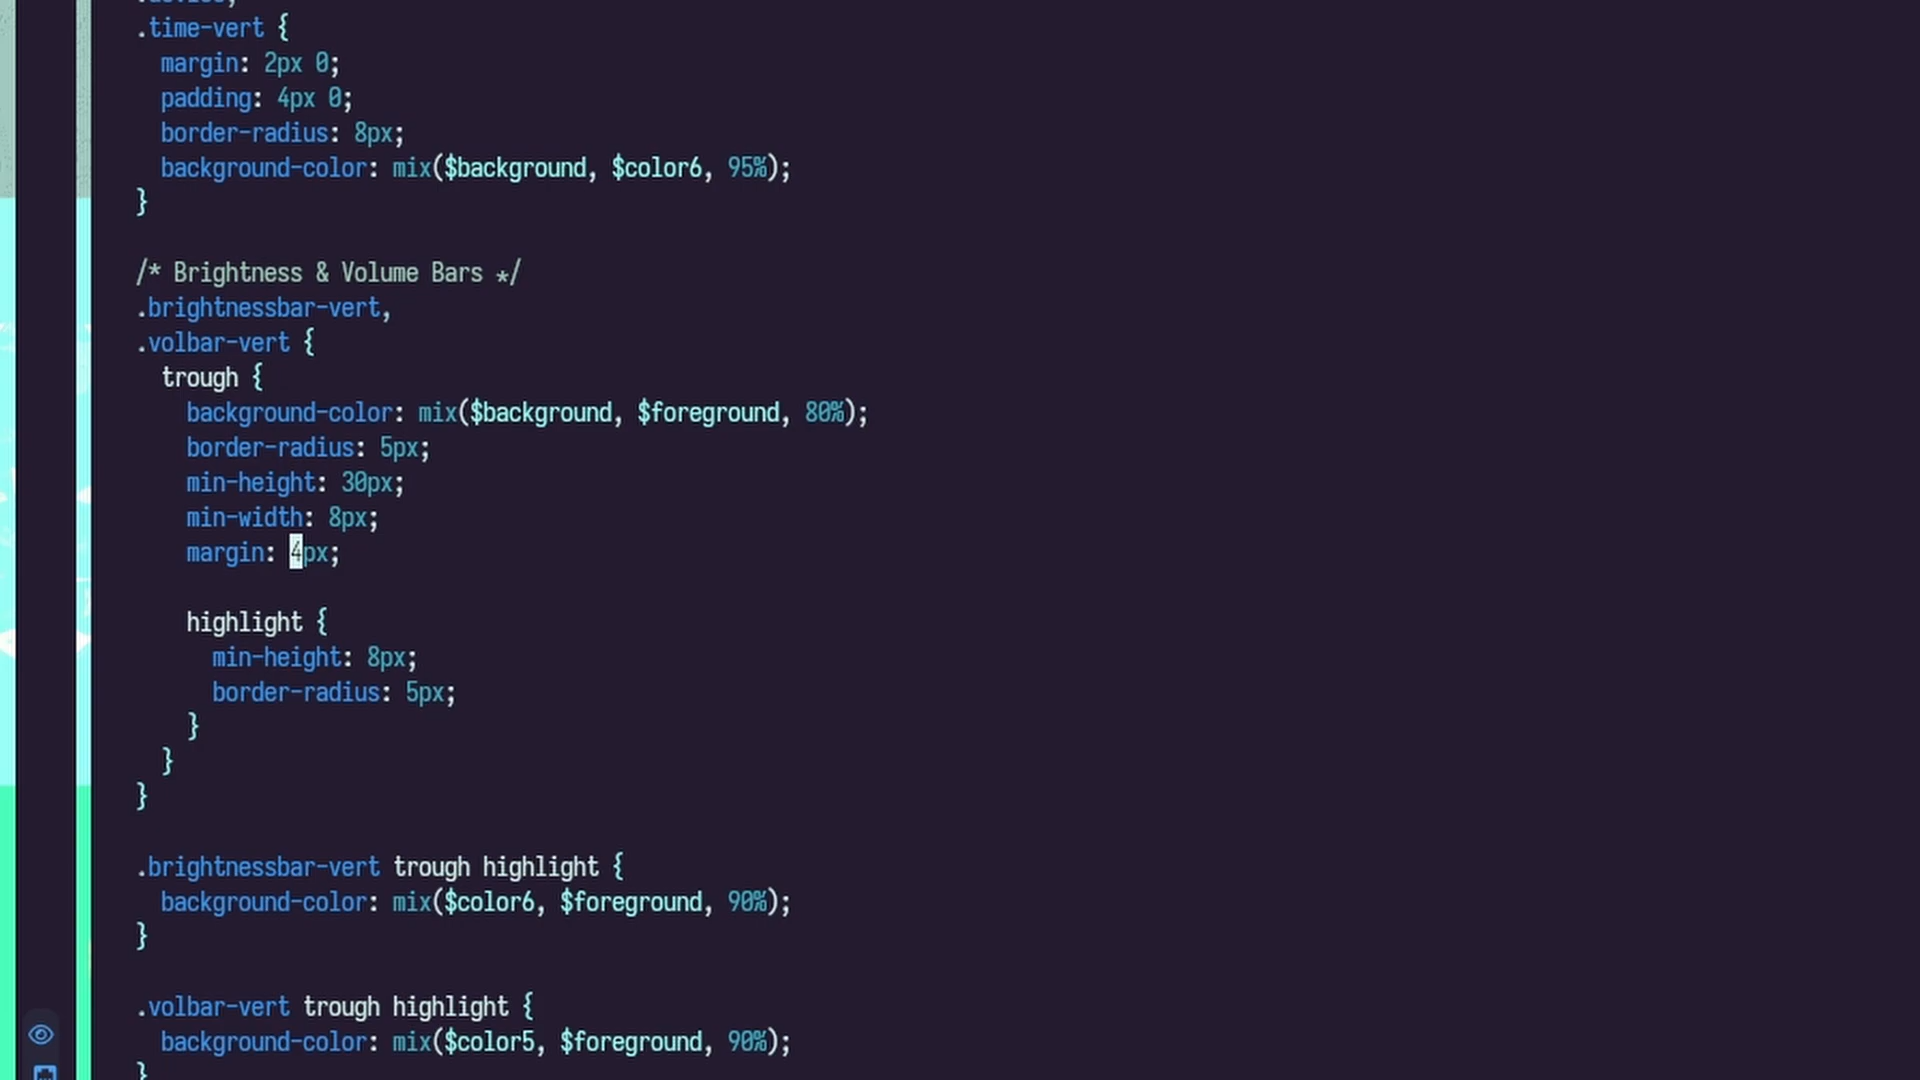 .time-vert {
  margin: 2px 0;
  padding: 4px 0;
  border-radius: 8px;
  background-color: mix($background, $color6, 95%);
}

/* Brightness & Volume Bars */
.brightnessbar-vert,
.volbar-vert {
  trough {
    background-color: mix($background, $foreground, 80%);
    border-radius: 5px;
    min-height: 30px;
    min-width: 8px;
    margin: 4px;

    highlight {
      min-height: 8px;
      border-radius: 5px;
    }
  }
}

.brightnessbar-vert trough highlight {
  background-color: mix($color6, $foreground, 90%);
}

.volbar-vert trough highlight {
  background-color: mix($color5, $foreground, 90%);
}